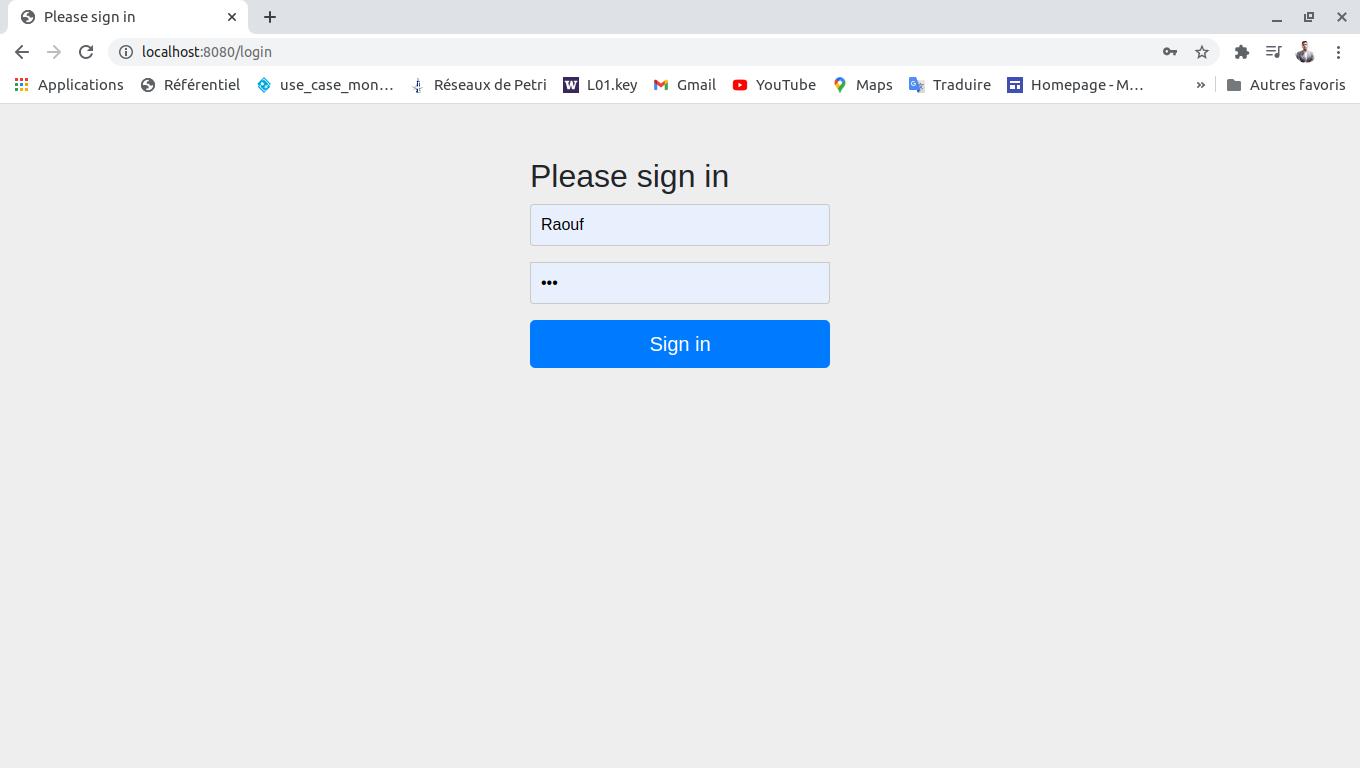 Please sign in
localhost:8080/login
Applications Référentiel use_case_mon... Réseaux de Petri W L01.key Gmail YouTube Maps Traduire Homepage - M... » Autres favoris
Please sign in
Raouf
•••
Sign in